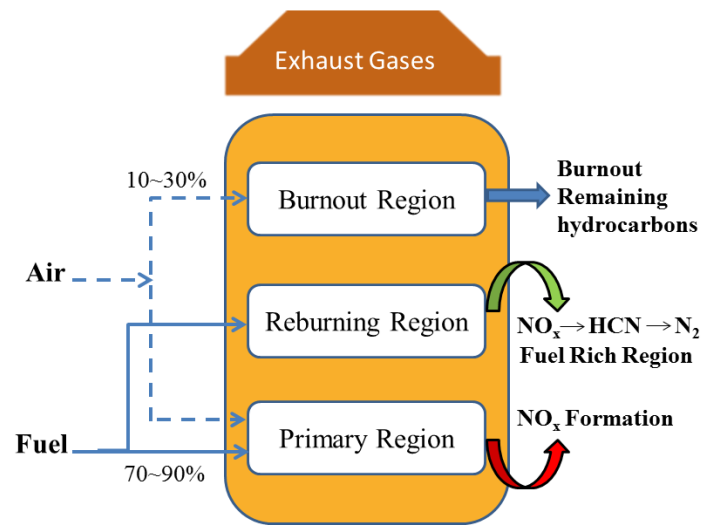 Exhaust Gases
10~30%
Burnout Region
Burnout
Remaining
hydrocarbons
Air
Reburning Region
NOₓ→HCN→N₂
Fuel Rich Region
Fuel
70~90%
Primary Region
NOₓ Formation